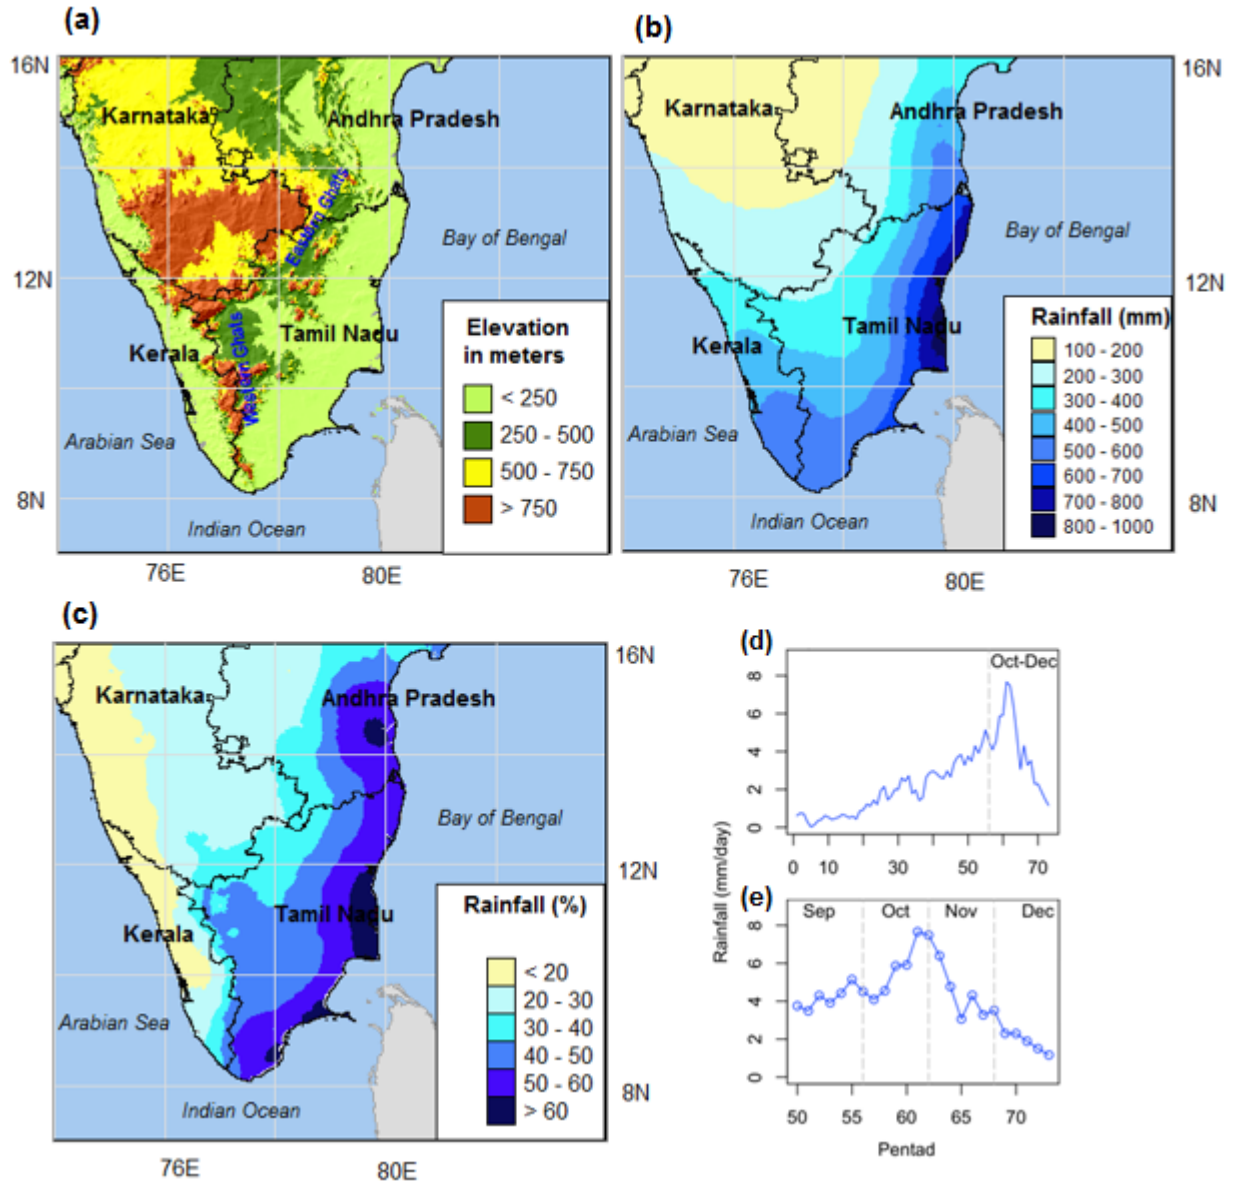 (a)
16N
12N
8N
76E
80E
Karnataka
Andhra Pradesh
Eastern Ghats
Bay of Bengal
Tamil Nadu
Kerala
Western Ghats
Arabian Sea
Indian Ocean
Elevation
in meters
< 250
250 - 500
500 - 750
> 750
(b)
16N
12N
8N
76E
80E
Karnataka
Andhra Pradesh
Bay of Bengal
Tamil Nadu
Kerala
Arabian Sea
Indian Ocean
Rainfall (mm)
100 - 200
200 - 300
300 - 400
400 - 500
500 - 600
600 - 700
700 - 800
800 - 1000
(c)
16N
12N
8N
76E
80E
Karnataka
Andhra Pradesh
Bay of Bengal
Tamil Nadu
Kerala
Arabian Sea
Indian Ocean
Rainfall (%)
< 20
20 - 30
30 - 40
40 - 50
50 - 60
> 60
(d)
Oct-Dec
8
6
4
2
0
0 10 30 50 70
Rainfall (mm/day)
(e)
Sep Oct Nov Dec
8
6
4
2
0
50 55 60 65 70
Pentad